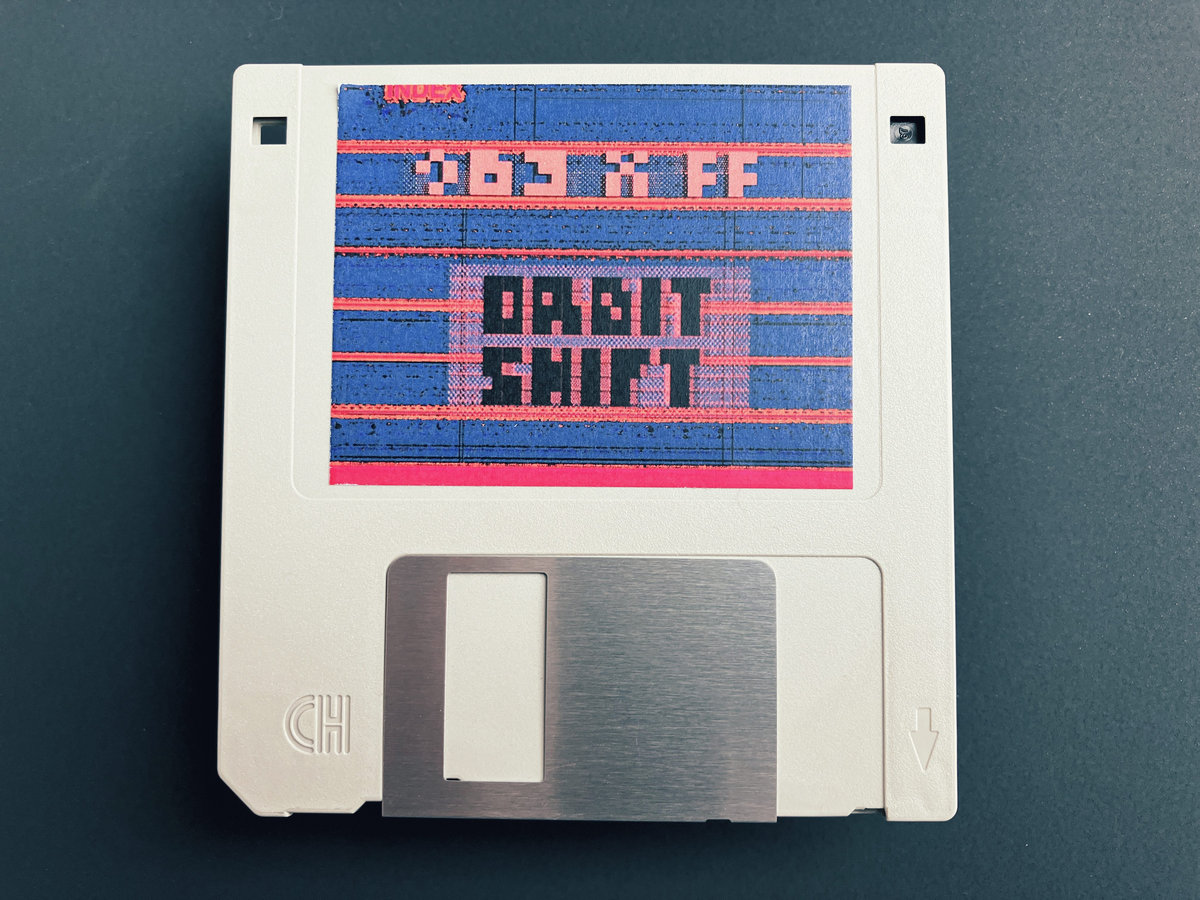 INDEX
X FF
ORBIT
SHIFT
CH